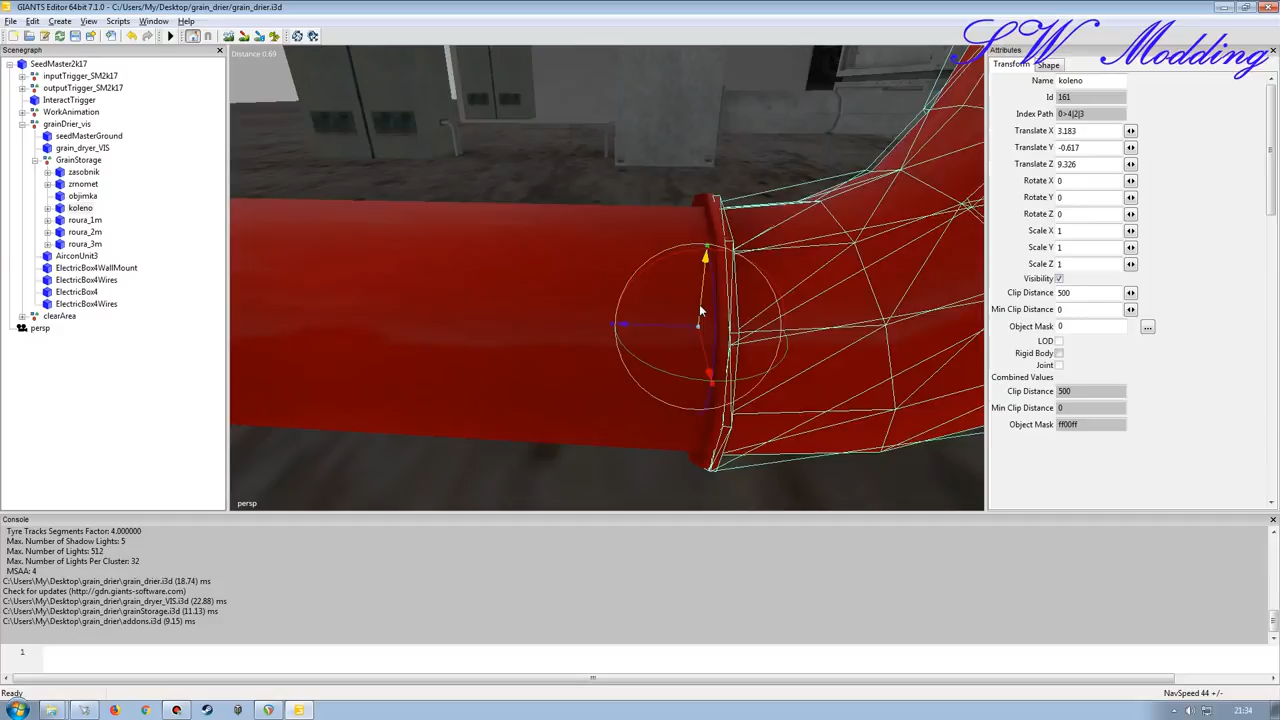 GIANTS Editor 64bit 7.1.0 - C:/Users/My/Desktop/grain_drier/grain_drier.i3d
File Edit Create View Scripts Window Help
SW Modding
Scenegraph
SeedMaster2k17
inputTrigger_SM2k17
outputTrigger_SM2k17
InteractTrigger
WorkAnimation
grainDrier_vis
seedMasterGround
grain_dryer_VIS
GrainStorage
zasobnik
zrnomet
objimka
koleno
roura_1m
roura_2m
roura_3m
AirconUnit3
ElectricBox4WallMount
ElectricBox4Wires
ElectricBox4
ElectricBox4Wires
clearArea
persp
Distance 0.69
persp
Attributes
Transform Shape
Name koleno
Id 161
Index Path 0>4|2|3
Translate X 3.183
Translate Y -0.617
Translate Z 9.326
Rotate X 0
Rotate Y 0
Rotate Z 0
Scale X 1
Scale Y 1
Scale Z 1
Visibility
Clip Distance 500
Min Clip Distance 0
Object Mask 0 ...
LOD
Rigid Body
Joint
Combined Values
Clip Distance 500
Min Clip Distance 0
Object Mask ff00ff
Console
Tyre Tracks Segments Factor: 4.000000
Max. Number of Shadow Lights: 5
Max. Number of Lights: 512
Max. Number of Lights Per Cluster: 32
MSAA: 4
C:\Users\My\Desktop\grain_drier\grain_drier.i3d (18.74) ms
Check for updates (http://gdn.giants-software.com)
C:\Users\My\Desktop\grain_drier\grain_dryer_VIS.i3d (22.88) ms
C:\Users\My\Desktop\grain_drier\grainStorage.i3d (11.13) ms
C:\Users\My\Desktop\grain_drier\addons.i3d (9.15) ms
1
Ready
NavSpeed 44 +/-
21:34